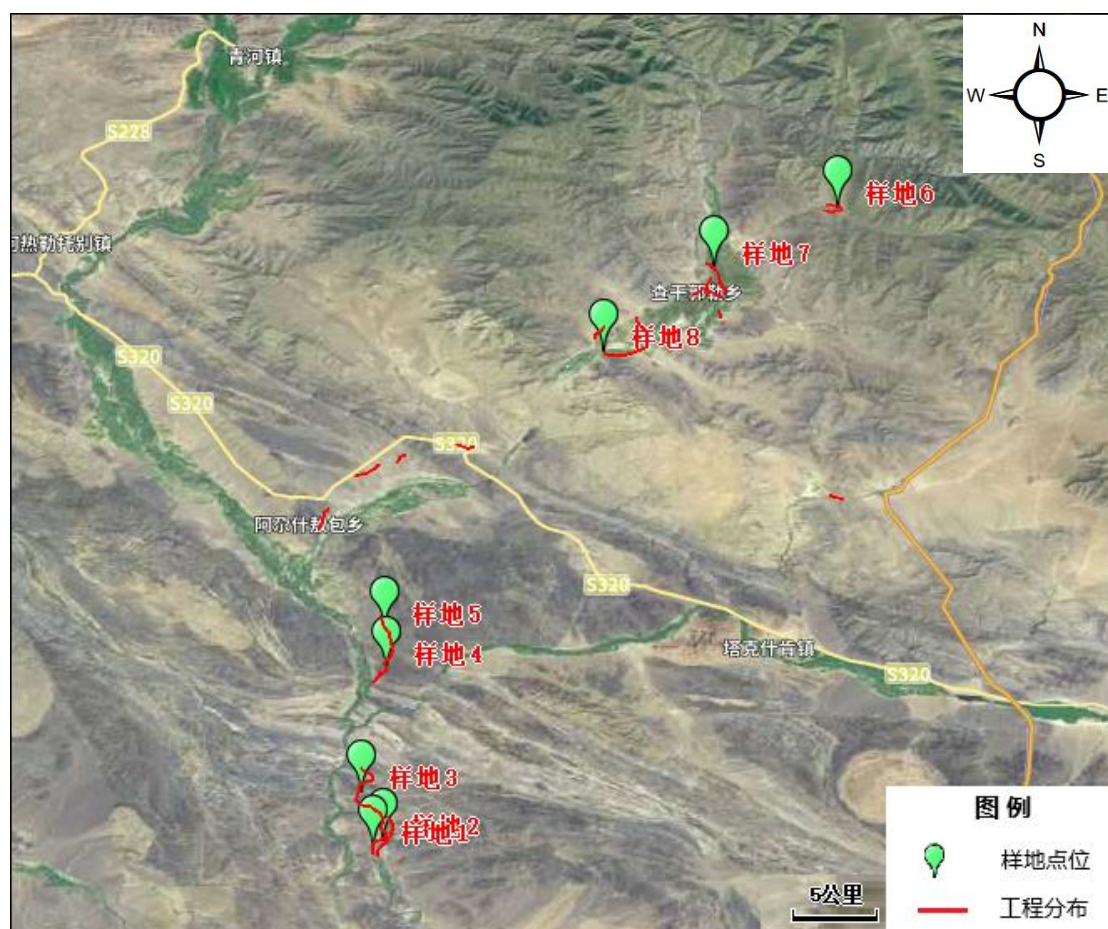 N
W
E
S
青河镇
S228
样地6
阿热勒托别镇
样地7
查干郭勒乡
样地8
S320
S320
S320
阿尕什敖包乡
S320
样地5
样地4
塔克什肯镇
S320
样地3
样地2
样地1
图例
样地点位
5公里
工程分布